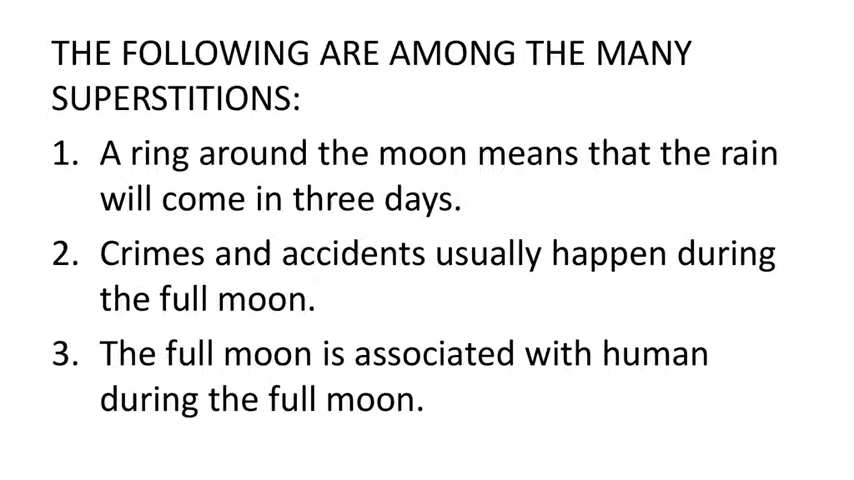 THE FOLLOWING ARE AMONG THE MANY
SUPERSTITIONS:
1. A ring around the moon means that the rain
will come in three days.
2. Crimes and accidents usually happen during
the full moon.
3. The full moon is associated with human
during the full moon.